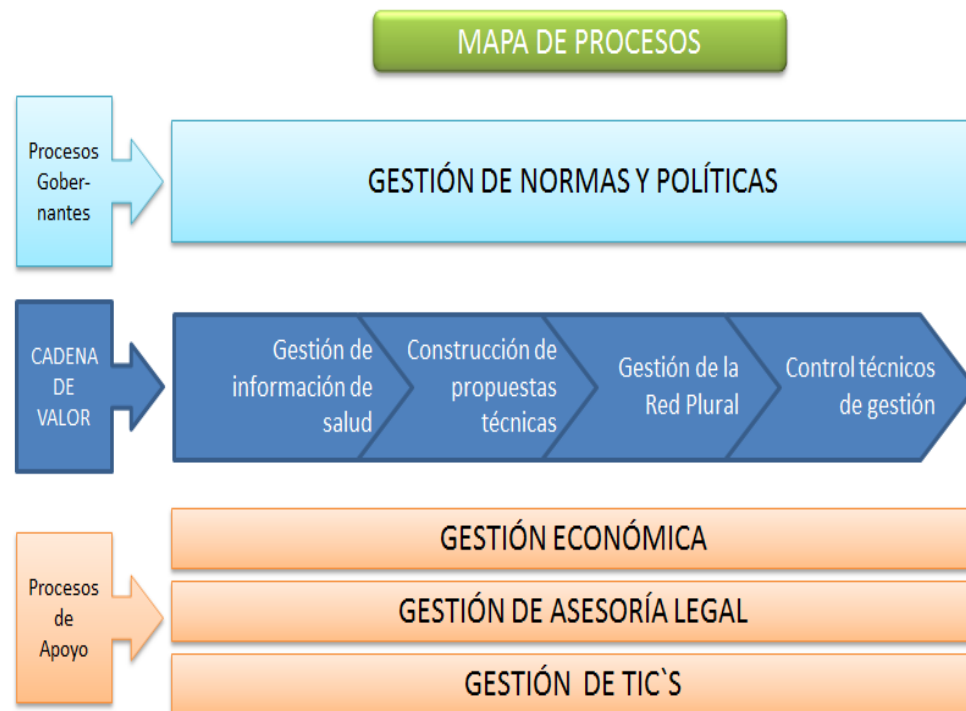 MAPA DE PROCESOS
Procesos
Gober-
nantes
GESTIÓN DE NORMAS Y POLÍTICAS
CADENA
DE
VALOR
Gestión de
información de
salud
Construcción de
propuestas
técnicas
Gestión de la
Red Plural
Control técnicos
de gestión
Procesos
de
Apoyo
GESTIÓN ECONÓMICA
GESTIÓN DE ASESORÍA LEGAL
GESTIÓN DE TIC`S